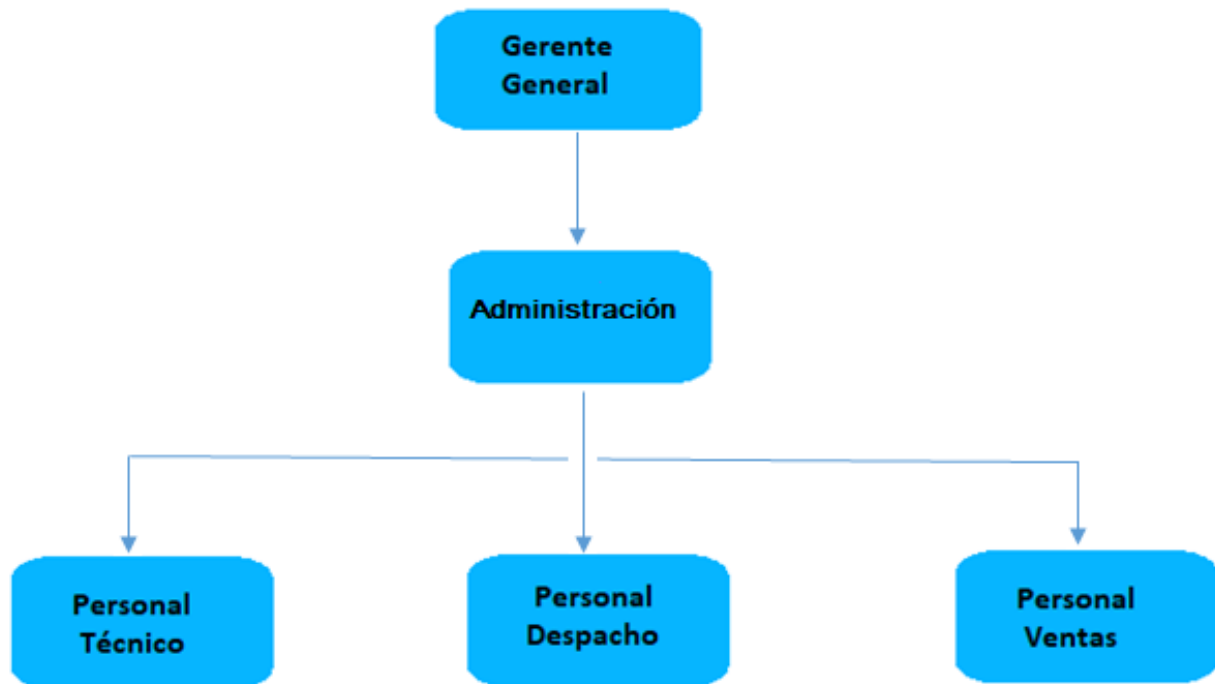 Gerente
General
Administración
Personal
Técnico
Personal
Despacho
Personal
Ventas